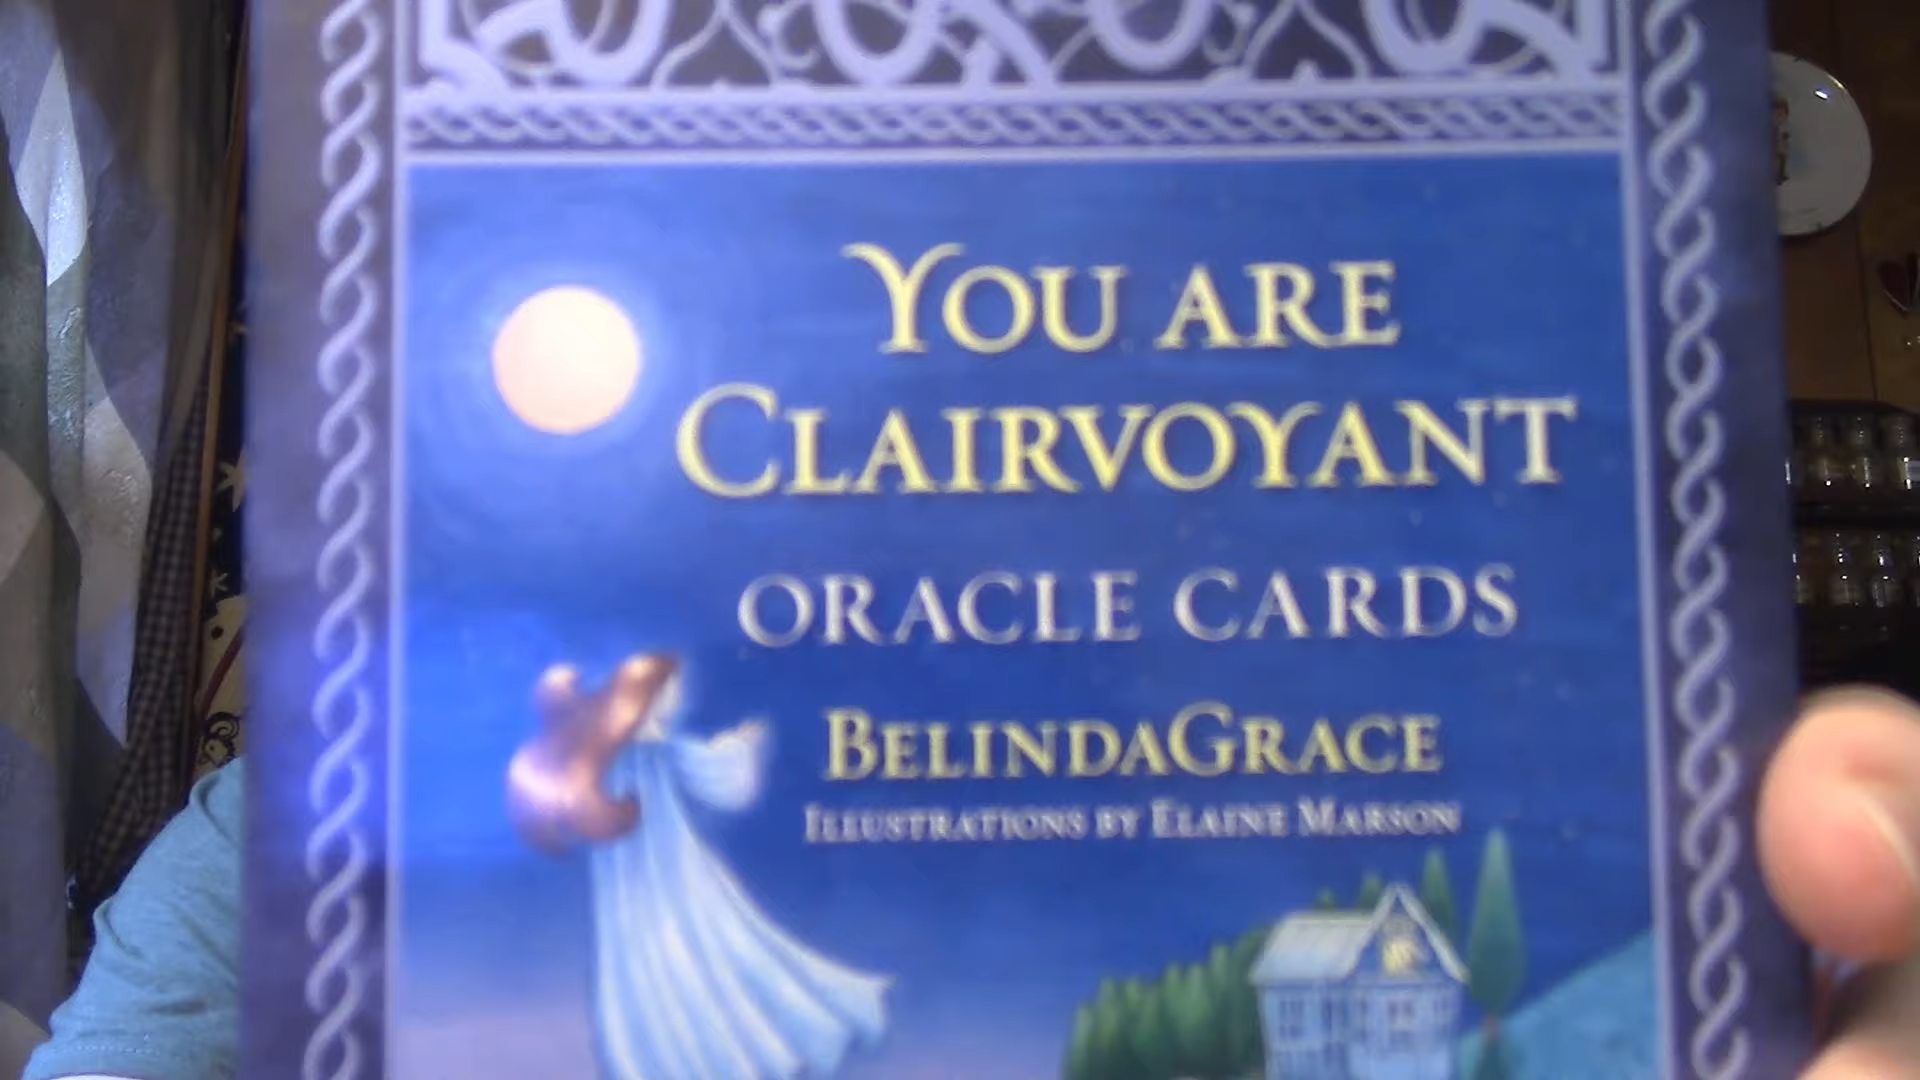 YOU ARE
CLAIRVOYANT
ORACLE CARDS
BELINDAGRACE
ILLUSTRATIONS BY ELAINE MARSON